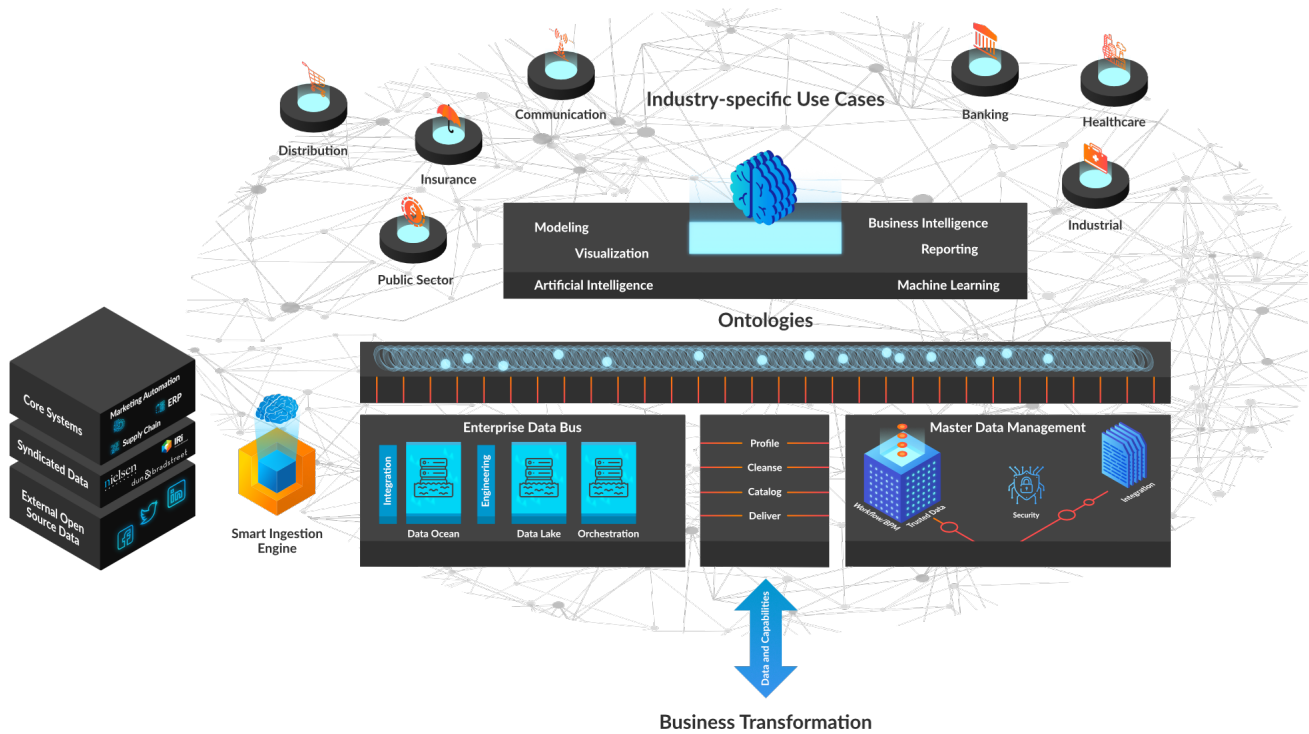 Industry-specific Use Cases
Distribution
Insurance
Communication
Public Sector
Banking
Healthcare
Industrial
Modeling
Visualization
Business Intelligence
Reporting
Artificial Intelligence
Machine Learning
Ontologies
Core Systems
Marketing Automation
ERP
Supply Chain
Syndicated Data
nielsen
IRi
dun & bradstreet
External Open
Source Data
Smart Ingestion
Engine
Enterprise Data Bus
Integration
Data Ocean
Engineering
Data Lake
Orchestration
Profile
Cleanse
Catalog
Deliver
Master Data Management
Workflow/BPM
Trusted Data
Security
Integration
Data and Capabilities
Business Transformation